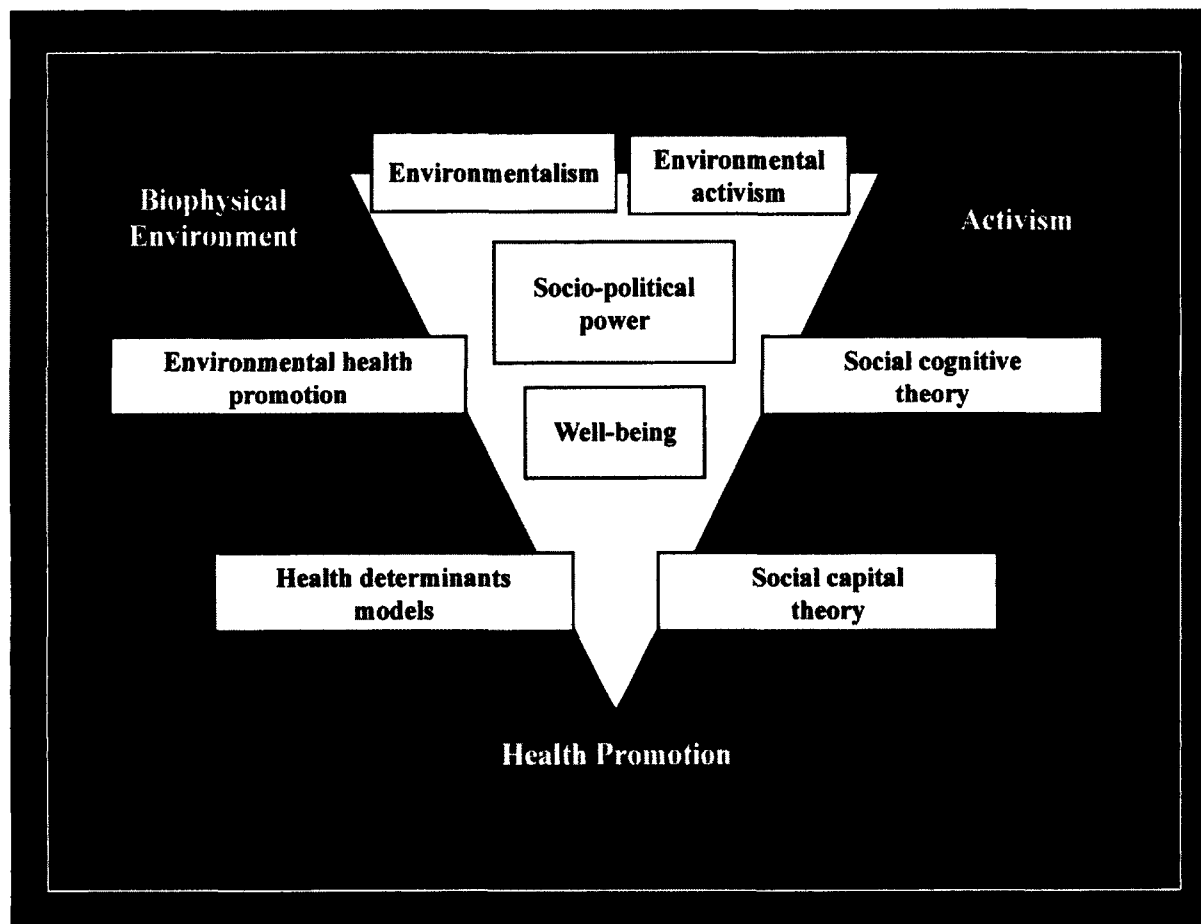 Environmentalism
Environmental
activism
Biophysical
Environment
Activism
Socio-political
power
Environmental health
promotion
Social cognitive
theory
Well-being
Health determinants
models
Social capital
theory
Health Promotion